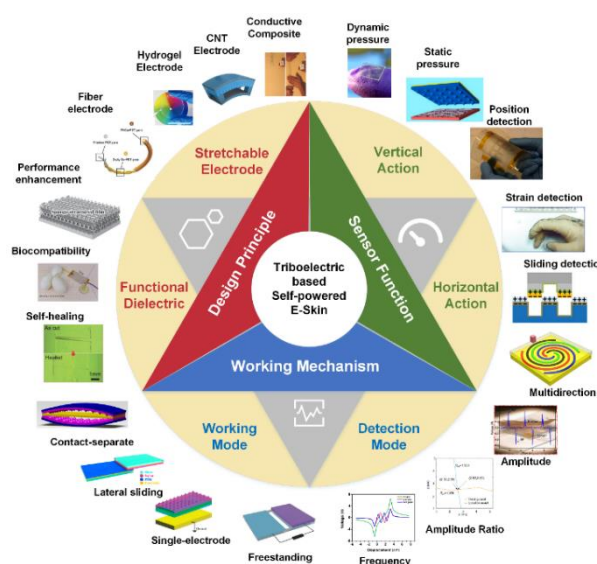 Conductive
Composite
CNT
Electrode
Hydrogel
Electrode
Fiber
electrode
Performance
enhancement
Biocompatibility
Self-healing
Contact-separate
Lateral sliding
Single-electrode
Freestanding
Frequency
Amplitude Ratio
Amplitude
Multidirection
Sliding detection
Strain detection
Position
detection
Static
pressure
Dynamic
pressure
Stretchable
Electrode
Vertical
Action
Functional
Dielectric
Horizontal
Action
Working
Mode
Detection
Mode
Design Principle
Sensor Function
Working Mechanism
Triboelectric
based
Self-powered
E-Skin